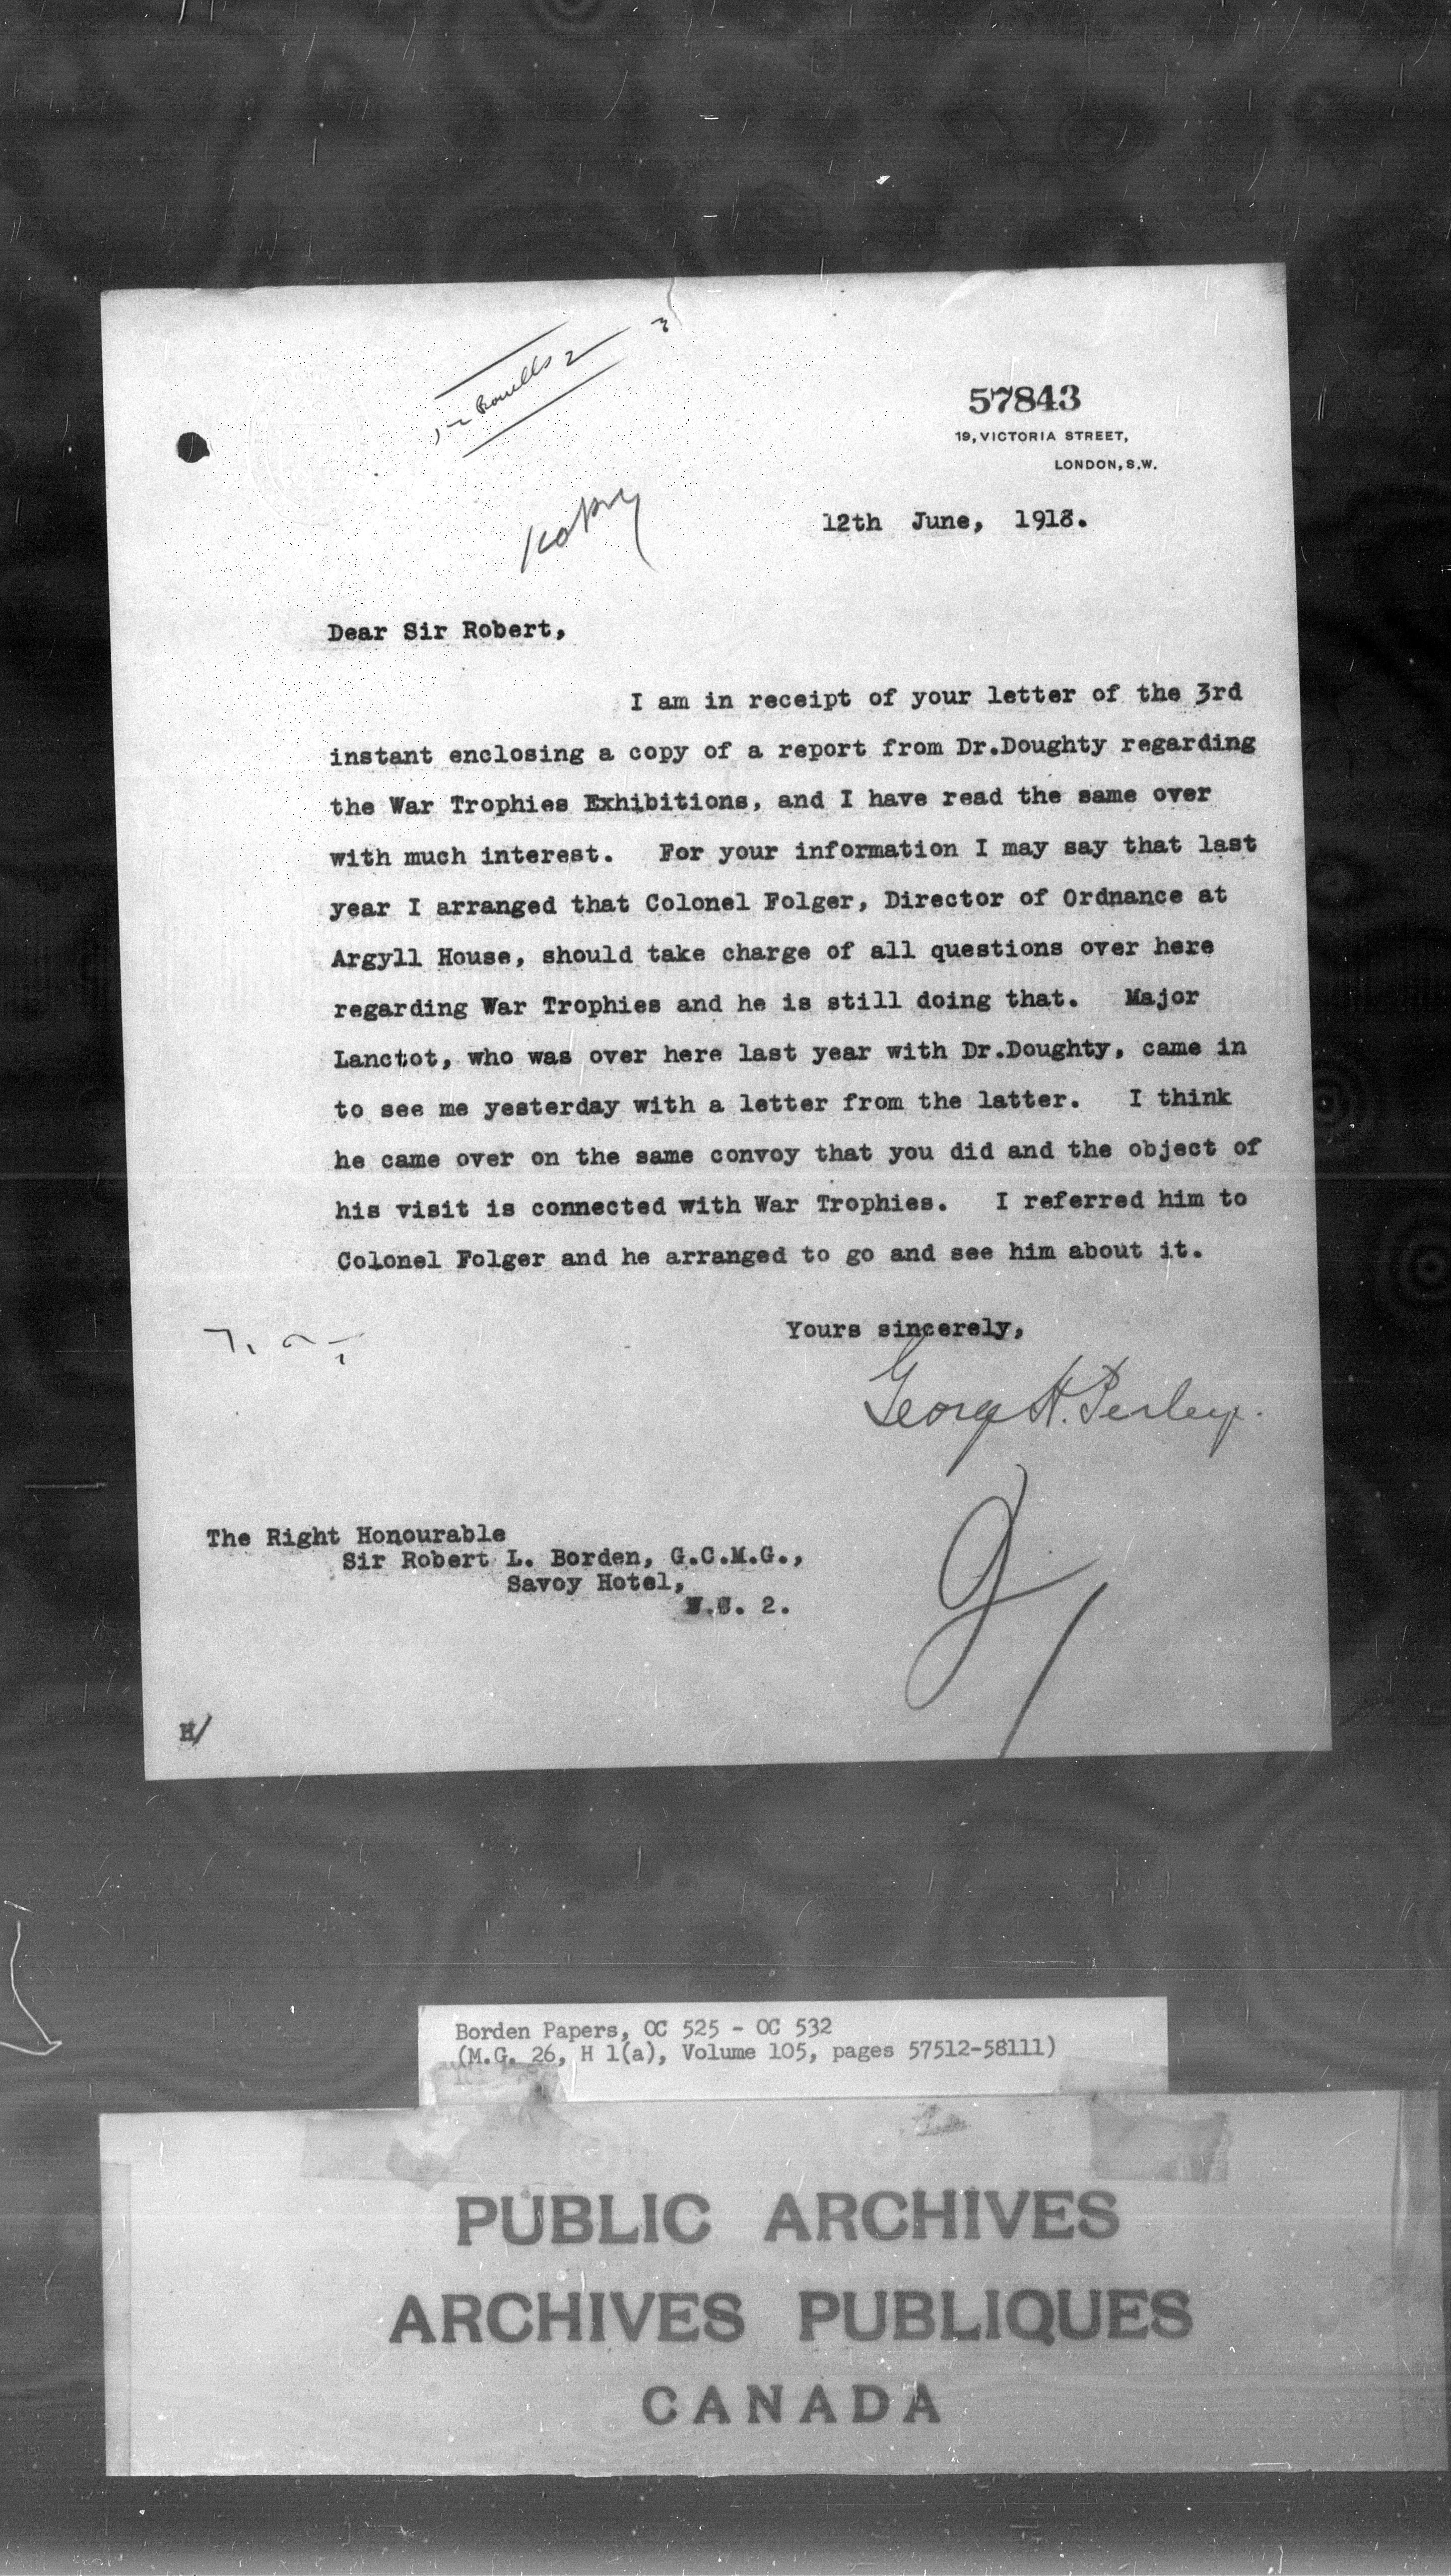 57843
19, VICTORIA STREET,
LONDON, S.W.
12th June, 1918.
Dear Sir Robert,
I am in receipt of your letter of the 3rd
instant enclosing a copy of a report from Dr.Doughty regarding
the War Trophies Exhibitions, and I have read the same over
with much interest. For your information I may say that last
year I arranged that Colonel Folger, Director of Ordnance at
Argyll House, should take charge of all questions over here
regarding War Trophies and he is still doing that. Major
Lanctot, who was over here last year with Dr.Doughty, came in
to see me yesterday with a letter from the latter. I think
he came over on the same convoy that you did and the object of
his visit is connected with War Trophies. I referred him to
Colonel Folger and he arranged to go and see him about it.
Yours sincerely,
George H. Perley.
The Right Honourable
Sir Robert L. Borden, G.C.M.G.,
Savoy Hotel,
2.
H/
Borden Papers, OC 525 - OC 532
(M.G. 26, H 1(a), Volume 105, pages 57512-58111)
PUBLIC ARCHIVES
ARCHIVES PUBLIQUES
CANADA